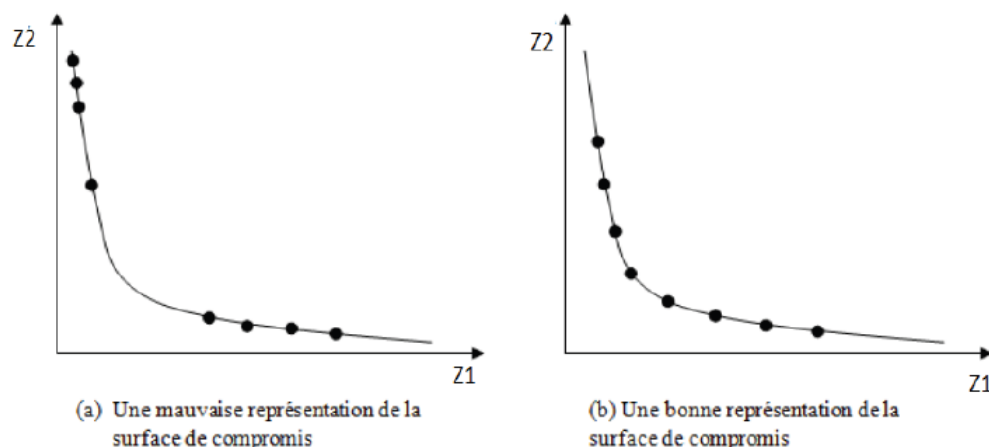 Z2
Z1
(a) Une mauvaise représentation de la
surface de compromis
Z2
Z1
(b) Une bonne représentation de la
surface de compromis